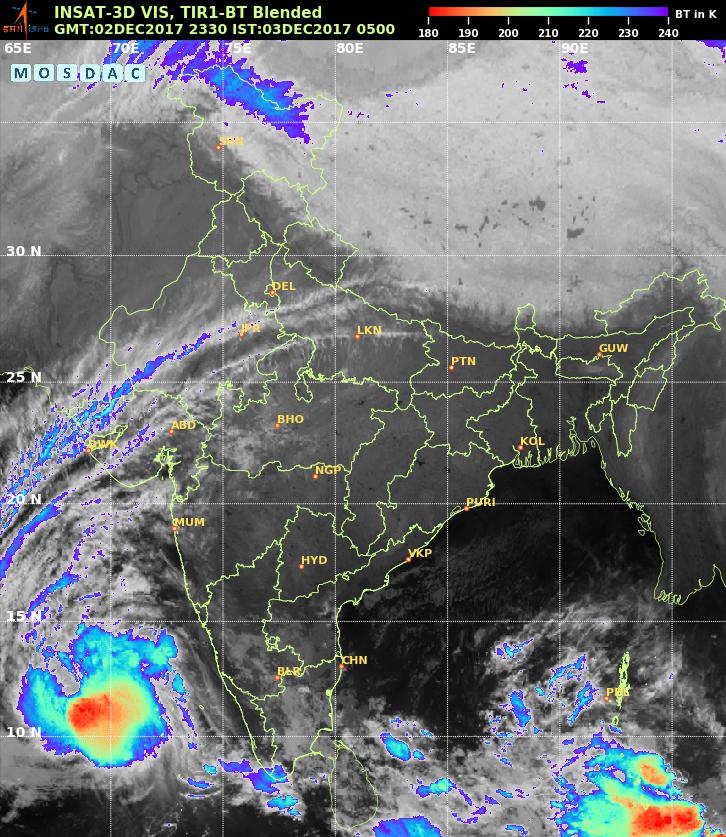 INSAT-3D VIS, TIR1-BT Blended
GMT:02DEC2017 2330 IST:03DEC2017 0500
BT in K
180 190 200 210 220 230 240
65E 70E 75E 80E 85E 90E
M O S D A C
SRN
30 N
DEL
JPR
LKN
GUW
PTN
25 N
BHO
ABD
KOL
DWK
NGP
20 N
PURI
MUM
VKP
HYD
15 N
CHN
BLR
PBL
10 N